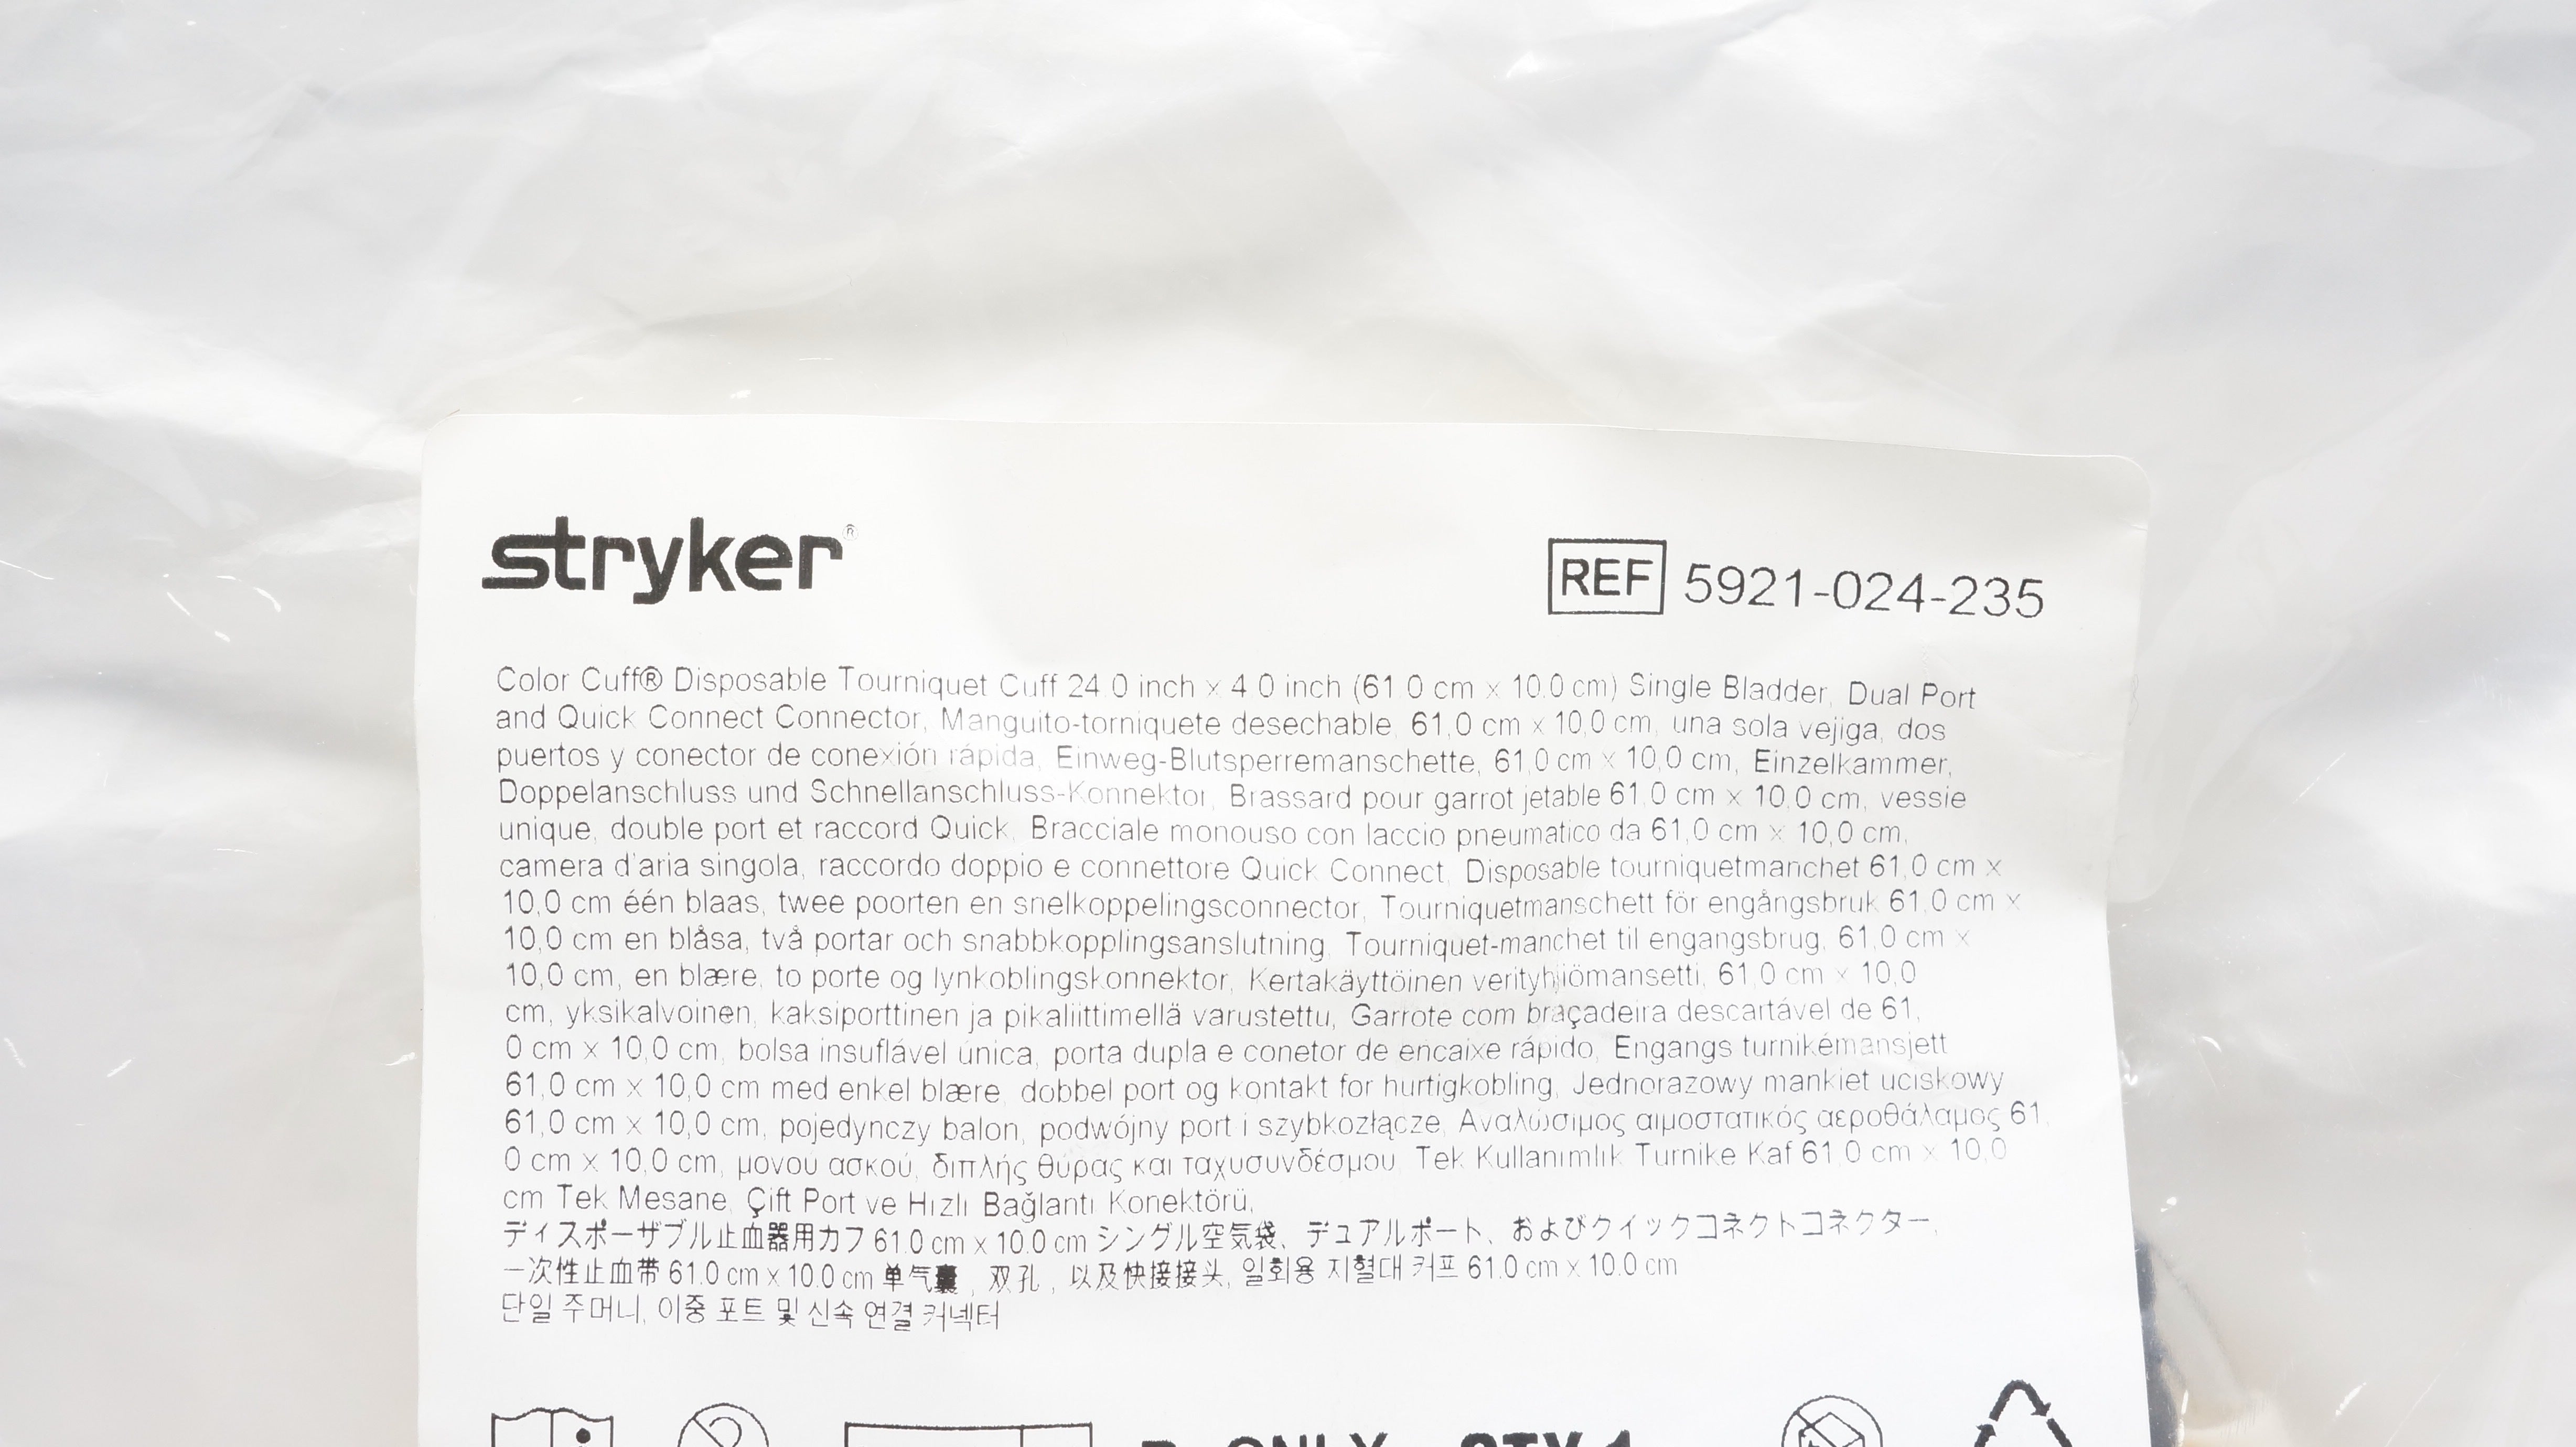 stryker®
REF 5921-024-235
Color Cuff® Disposable Tourniquet Cuff 24.0 inch x 4.0 inch (61.0 cm x 10.0 cm) Single Bladder, Dual Port
and Quick Connect Connector, Manguito-torniquete desechable, 61,0 cm x 10,0 cm, una sola vejiga, dos
puertos y conector de conexión rápida, Einweg-Blutsperremanschette, 61,0 cm x 10,0 cm, Einzelkammer,
Doppelanschluss und Schnellanschluss-Konnektor, Brassard pour garrot jetable 61,0 cm x 10,0 cm, vessie
unique, double port et raccord Quick, Bracciale monouso con laccio pneumatico da 61,0 cm x 10,0 cm,
camera d'aria singola, raccordo doppio e connettore Quick Connect, Disposable tourniquetmanchet 61,0 cm x
10,0 cm één blaas, twee poorten en snelkoppelingsconnector, Tourniquetmanschett för engångsbruk 61,0 cm x
10,0 cm en blåsa, två portar och snabbkopplingsanslutning, Tourniquet-manchet til engangsbrug, 61,0 cm x
10,0 cm, en blære, to porte og lynkoblingskonnektor, Kertakäyttöinen verityhjiömansetti, 61,0 cm x 10,0
cm, yksikalvoinen, kaksiporttinen ja pikaliittimellä varustettu, Garrote com braçadeira descartável de 61,
0 cm x 10,0 cm, bolsa insuflável única, porta dupla e conetor de encaixe rápido, Engangs turnikémansjett
61,0 cm x 10,0 cm med enkel blære, dobbel port og kontakt for hurtigkobling, Jednorazowy mankiet uciskowy
61,0 cm x 10,0 cm, pojedynczy balon, podwójny port i szybkozłącze, Αναλώσιμος αιμοστατικός αεροθάλαμος 61,
0 cm x 10,0 cm, μονού ασκού, διπλής θύρας και ταχυσυνδέσμου, Tek Kullanımlık Turnike Kaf 61,0 cm x 10,0
cm Tek Mesane, Çift Port ve Hızlı Bağlantı Konektörü,
ディスポーザブル止血器用カフ 61.0 cm x 10.0 cm シングル空気袋、デュアルポート、およびクイックコネクトコネクター,
一次性止血带 61.0 cm x 10.0 cm 单气囊, 双孔, 以及快接接头, 일회용 지혈대 커프 61.0 cm x 10.0 cm
단일 주머니, 이중 포트 및 신속 연결 커넥터
ONLY QTY 1